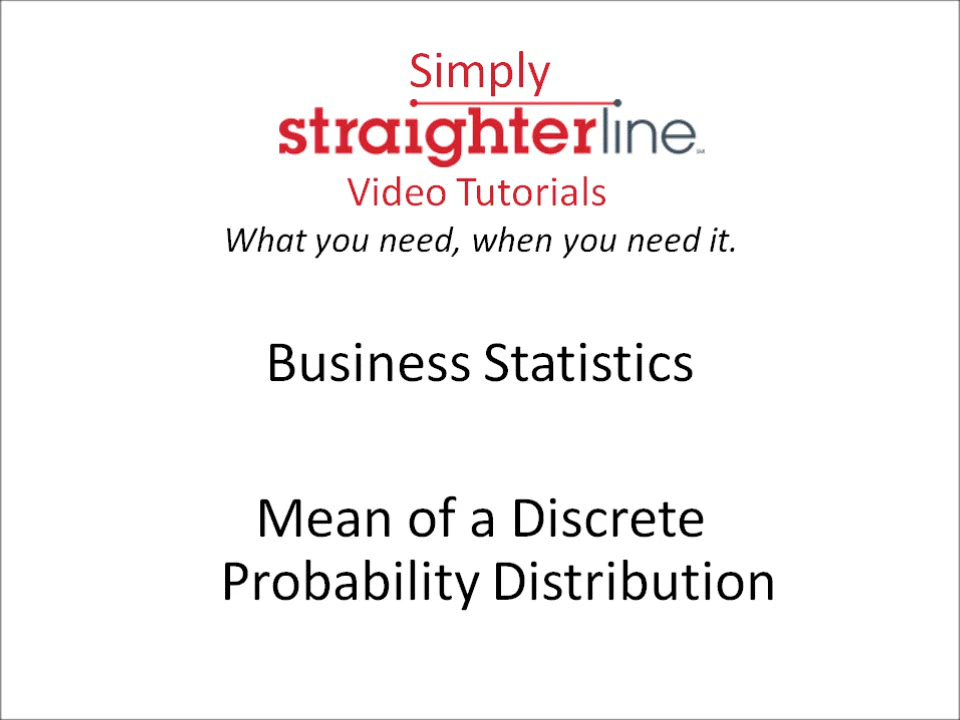 Simply
straighterline
Video Tutorials
What you need, when you need it.
Business Statistics
Mean of a Discrete
Probability Distribution